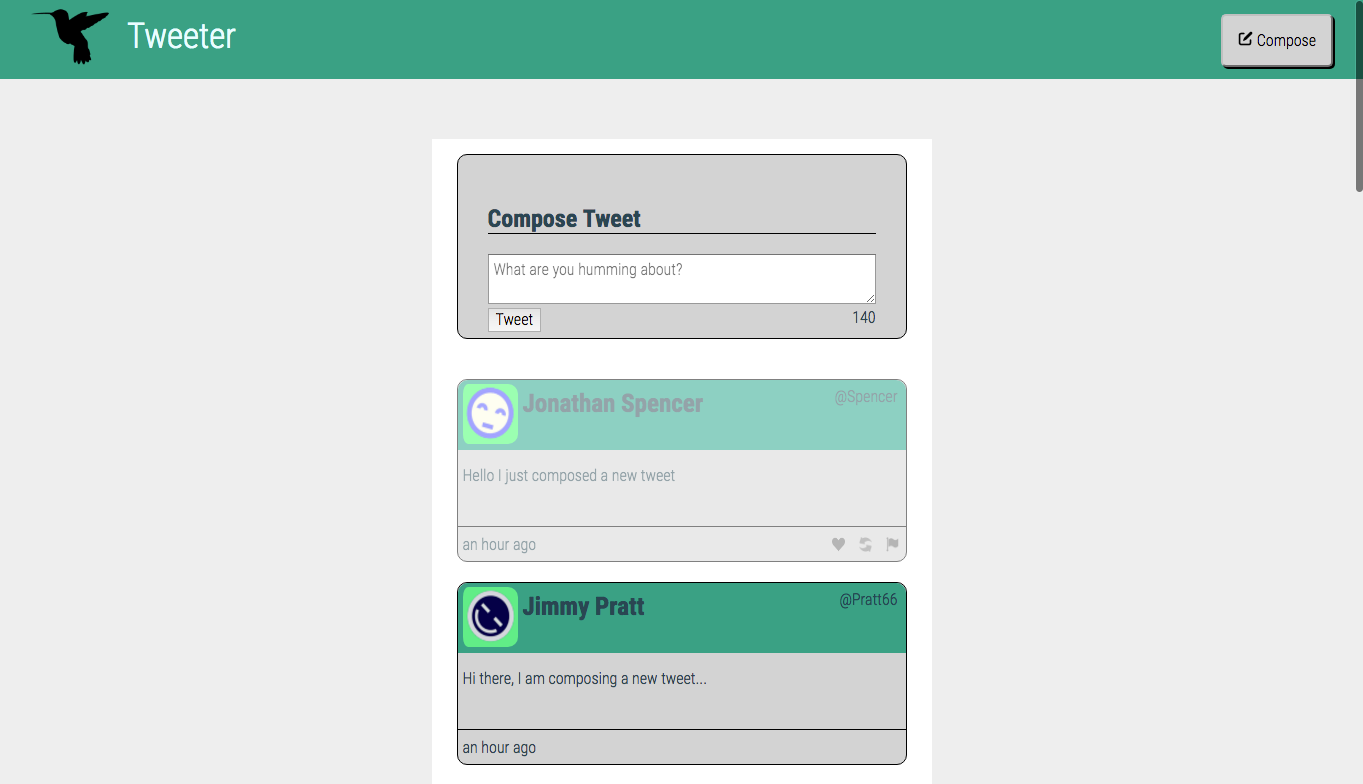 Tweeter
Compose
Compose Tweet
What are you humming about?
Tweet
140
Jonathan Spencer
@Spencer
Hello I just composed a new tweet
an hour ago
Jimmy Pratt
@Pratt66
Hi there, I am composing a new tweet...
an hour ago